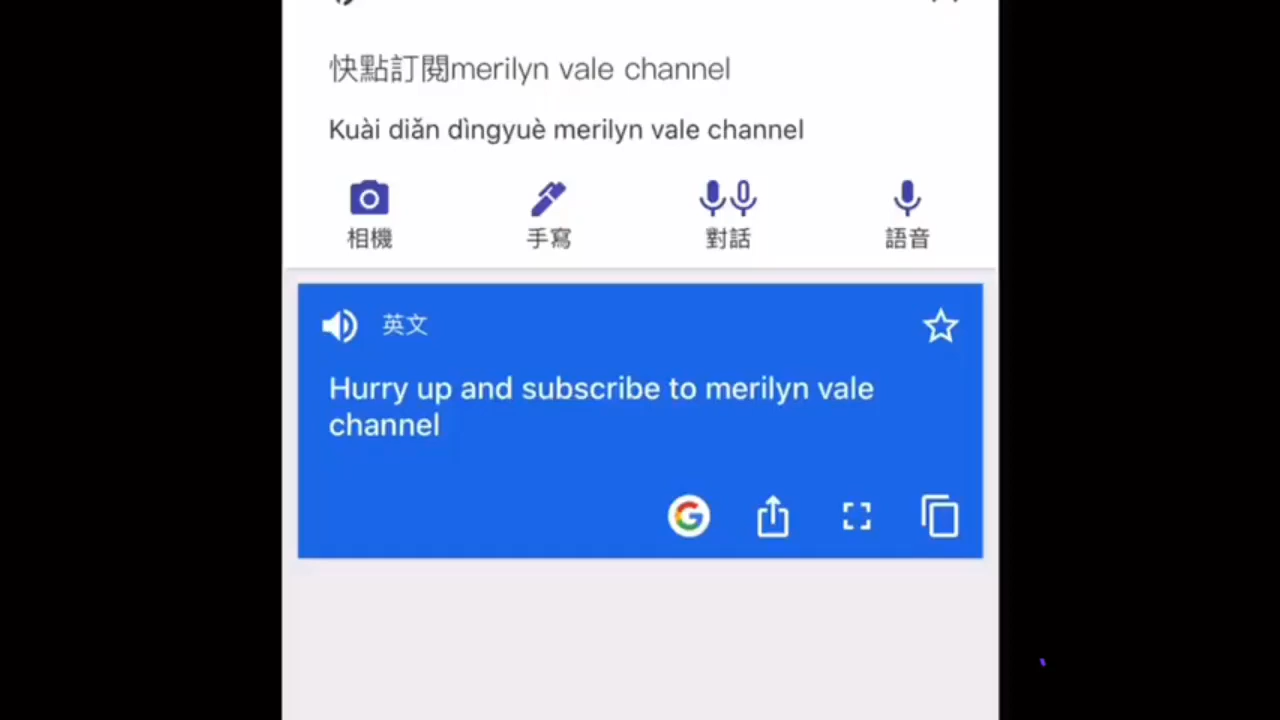 快點訂閱merilyn vale channel
Kuài diǎn dìngyuè merilyn vale channel
相機 手寫 對話 語音
英文
Hurry up and subscribe to merilyn vale
channel